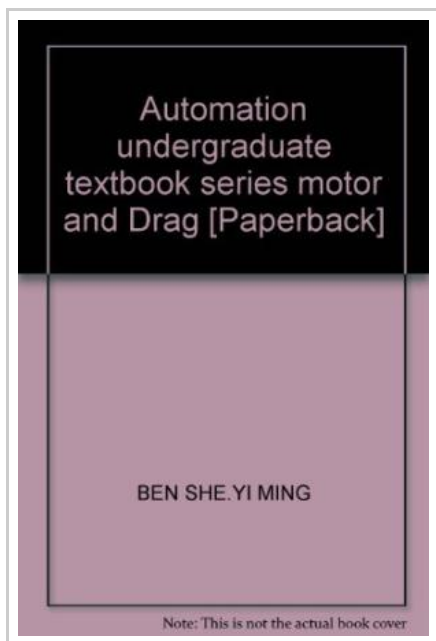 Automation
undergraduate
textbook series motor
and Drag [Paperback]
BEN SHE.YI MING
Note: This is not the actual book cover